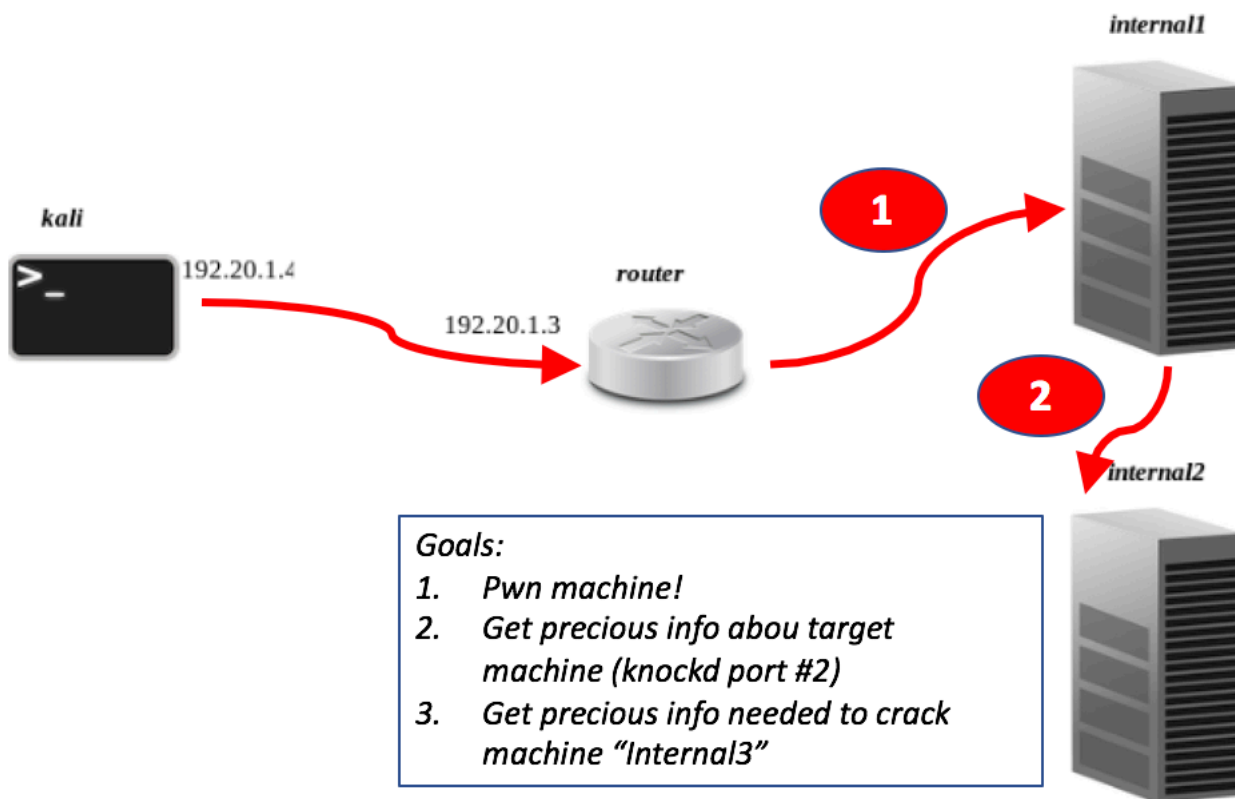 internal1
1
kali
>_
192.20.1.4
router
192.20.1.3
2
internal2
Goals:
1. Pwn machine!
2. Get precious info abou target
machine (knockd port #2)
3. Get precious info needed to crack
machine “Internal3”